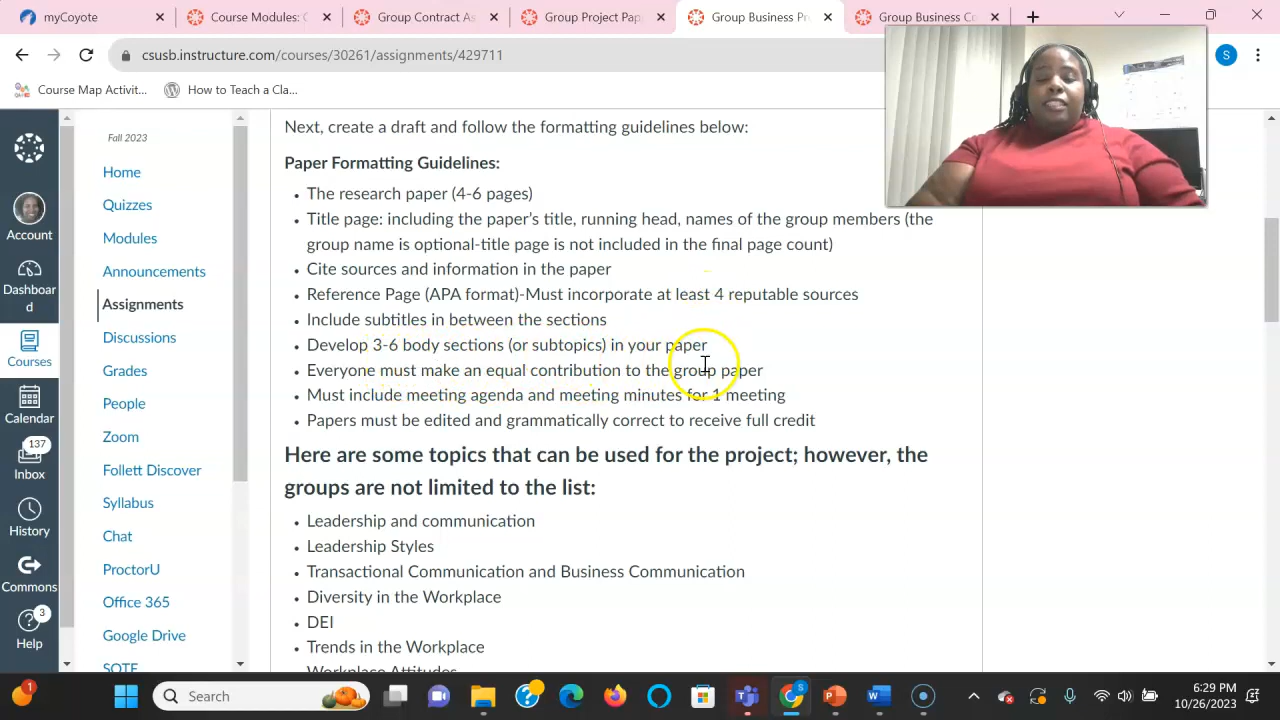 myCoyote
Course Modules: C
Group Contract As
Group Project Pap
Group Business Pr
Group Business Co
csusb.instructure.com/courses/30261/assignments/429711
S
Course Map Activit...
How to Teach a Cla...
Account
Dashboar
d
Courses
Calendar
137
Inbox
History
Commons
3
Help
Fall 2023
Home
Quizzes
Modules
Announcements
Assignments
Discussions
Grades
People
Zoom
Follett Discover
Syllabus
Chat
ProctorU
Office 365
Google Drive
SOTE
Next, create a draft and follow the formatting guidelines below:
Paper Formatting Guidelines:
• The research paper (4-6 pages)
• Title page: including the paper's title, running head, names of the group members (the
group name is optional-title page is not included in the final page count)
• Cite sources and information in the paper
• Reference Page (APA format)-Must incorporate at least 4 reputable sources
• Include subtitles in between the sections
• Develop 3-6 body sections (or subtopics) in your paper
• Everyone must make an equal contribution to the group paper
• Must include meeting agenda and meeting minutes for 1 meeting
• Papers must be edited and grammatically correct to receive full credit
Here are some topics that can be used for the project; however, the
groups are not limited to the list:
• Leadership and communication
• Leadership Styles
• Transactional Communication and Business Communication
• Diversity in the Workplace
• DEI
• Trends in the Workplace
Workplace Attitudes
1
Search
6:29 PM
10/26/2023